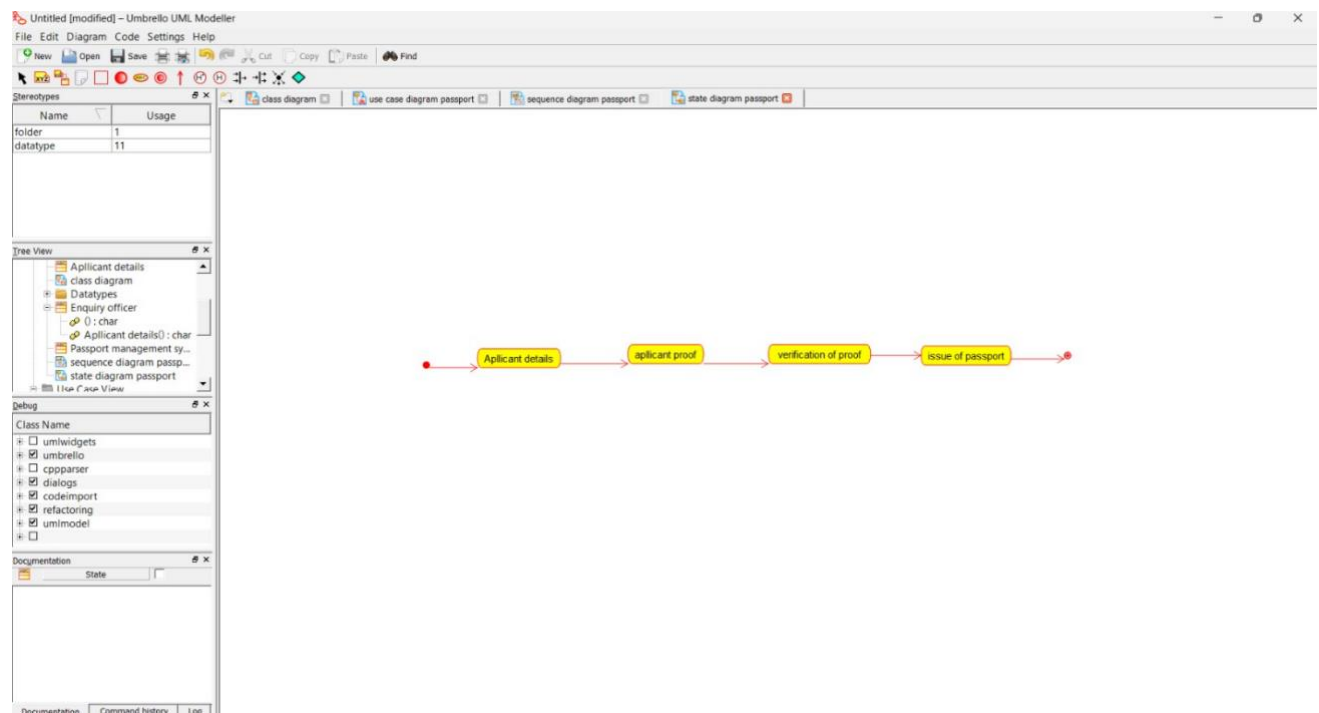 Untitled [modified] – Umbrello UML Modeller
File Edit Diagram Code Settings Help
New Open Save Cut Copy Paste Find
XYZ
Stereotypes
Name Usage
folder 1
datatype 11
class diagram use case diagram passport sequence diagram passport state diagram passport
Tree View
Apllicant details
class diagram
Datatypes
Enquiry officer
() : char
Apllicant details() : char
Passport management sy...
sequence diagram passp...
state diagram passport
Use Case View
Debug
Class Name
umlwidgets
umbrello
cppparser
dialogs
codeimport
refactoring
umlmodel
Documentation
State
Documentation Command history Log
Apllicant details
apllicant proof
verification of proof
issue of passport